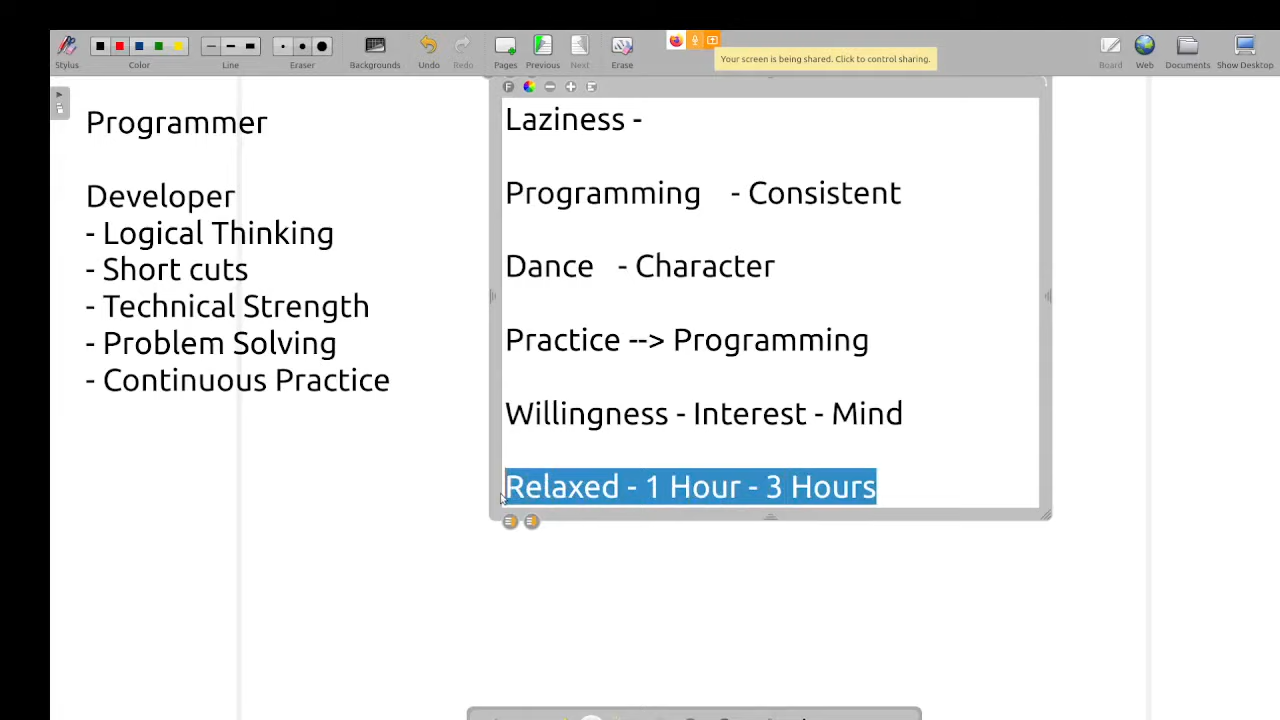 Stylus
Color
Line
Eraser
Backgrounds
Undo
Redo
Pages
Previous
Next
Erase
Your screen is being shared. Click to control sharing.
Board
Web
Documents
Show Desktop
Programmer
Developer
- Logical Thinking
- Short cuts
- Technical Strength
- Problem Solving
- Continuous Practice
Laziness -
Programming - Consistent
Dance - Character
Practice --> Programming
Willingness - Interest - Mind
Relaxed - 1 Hour - 3 Hours